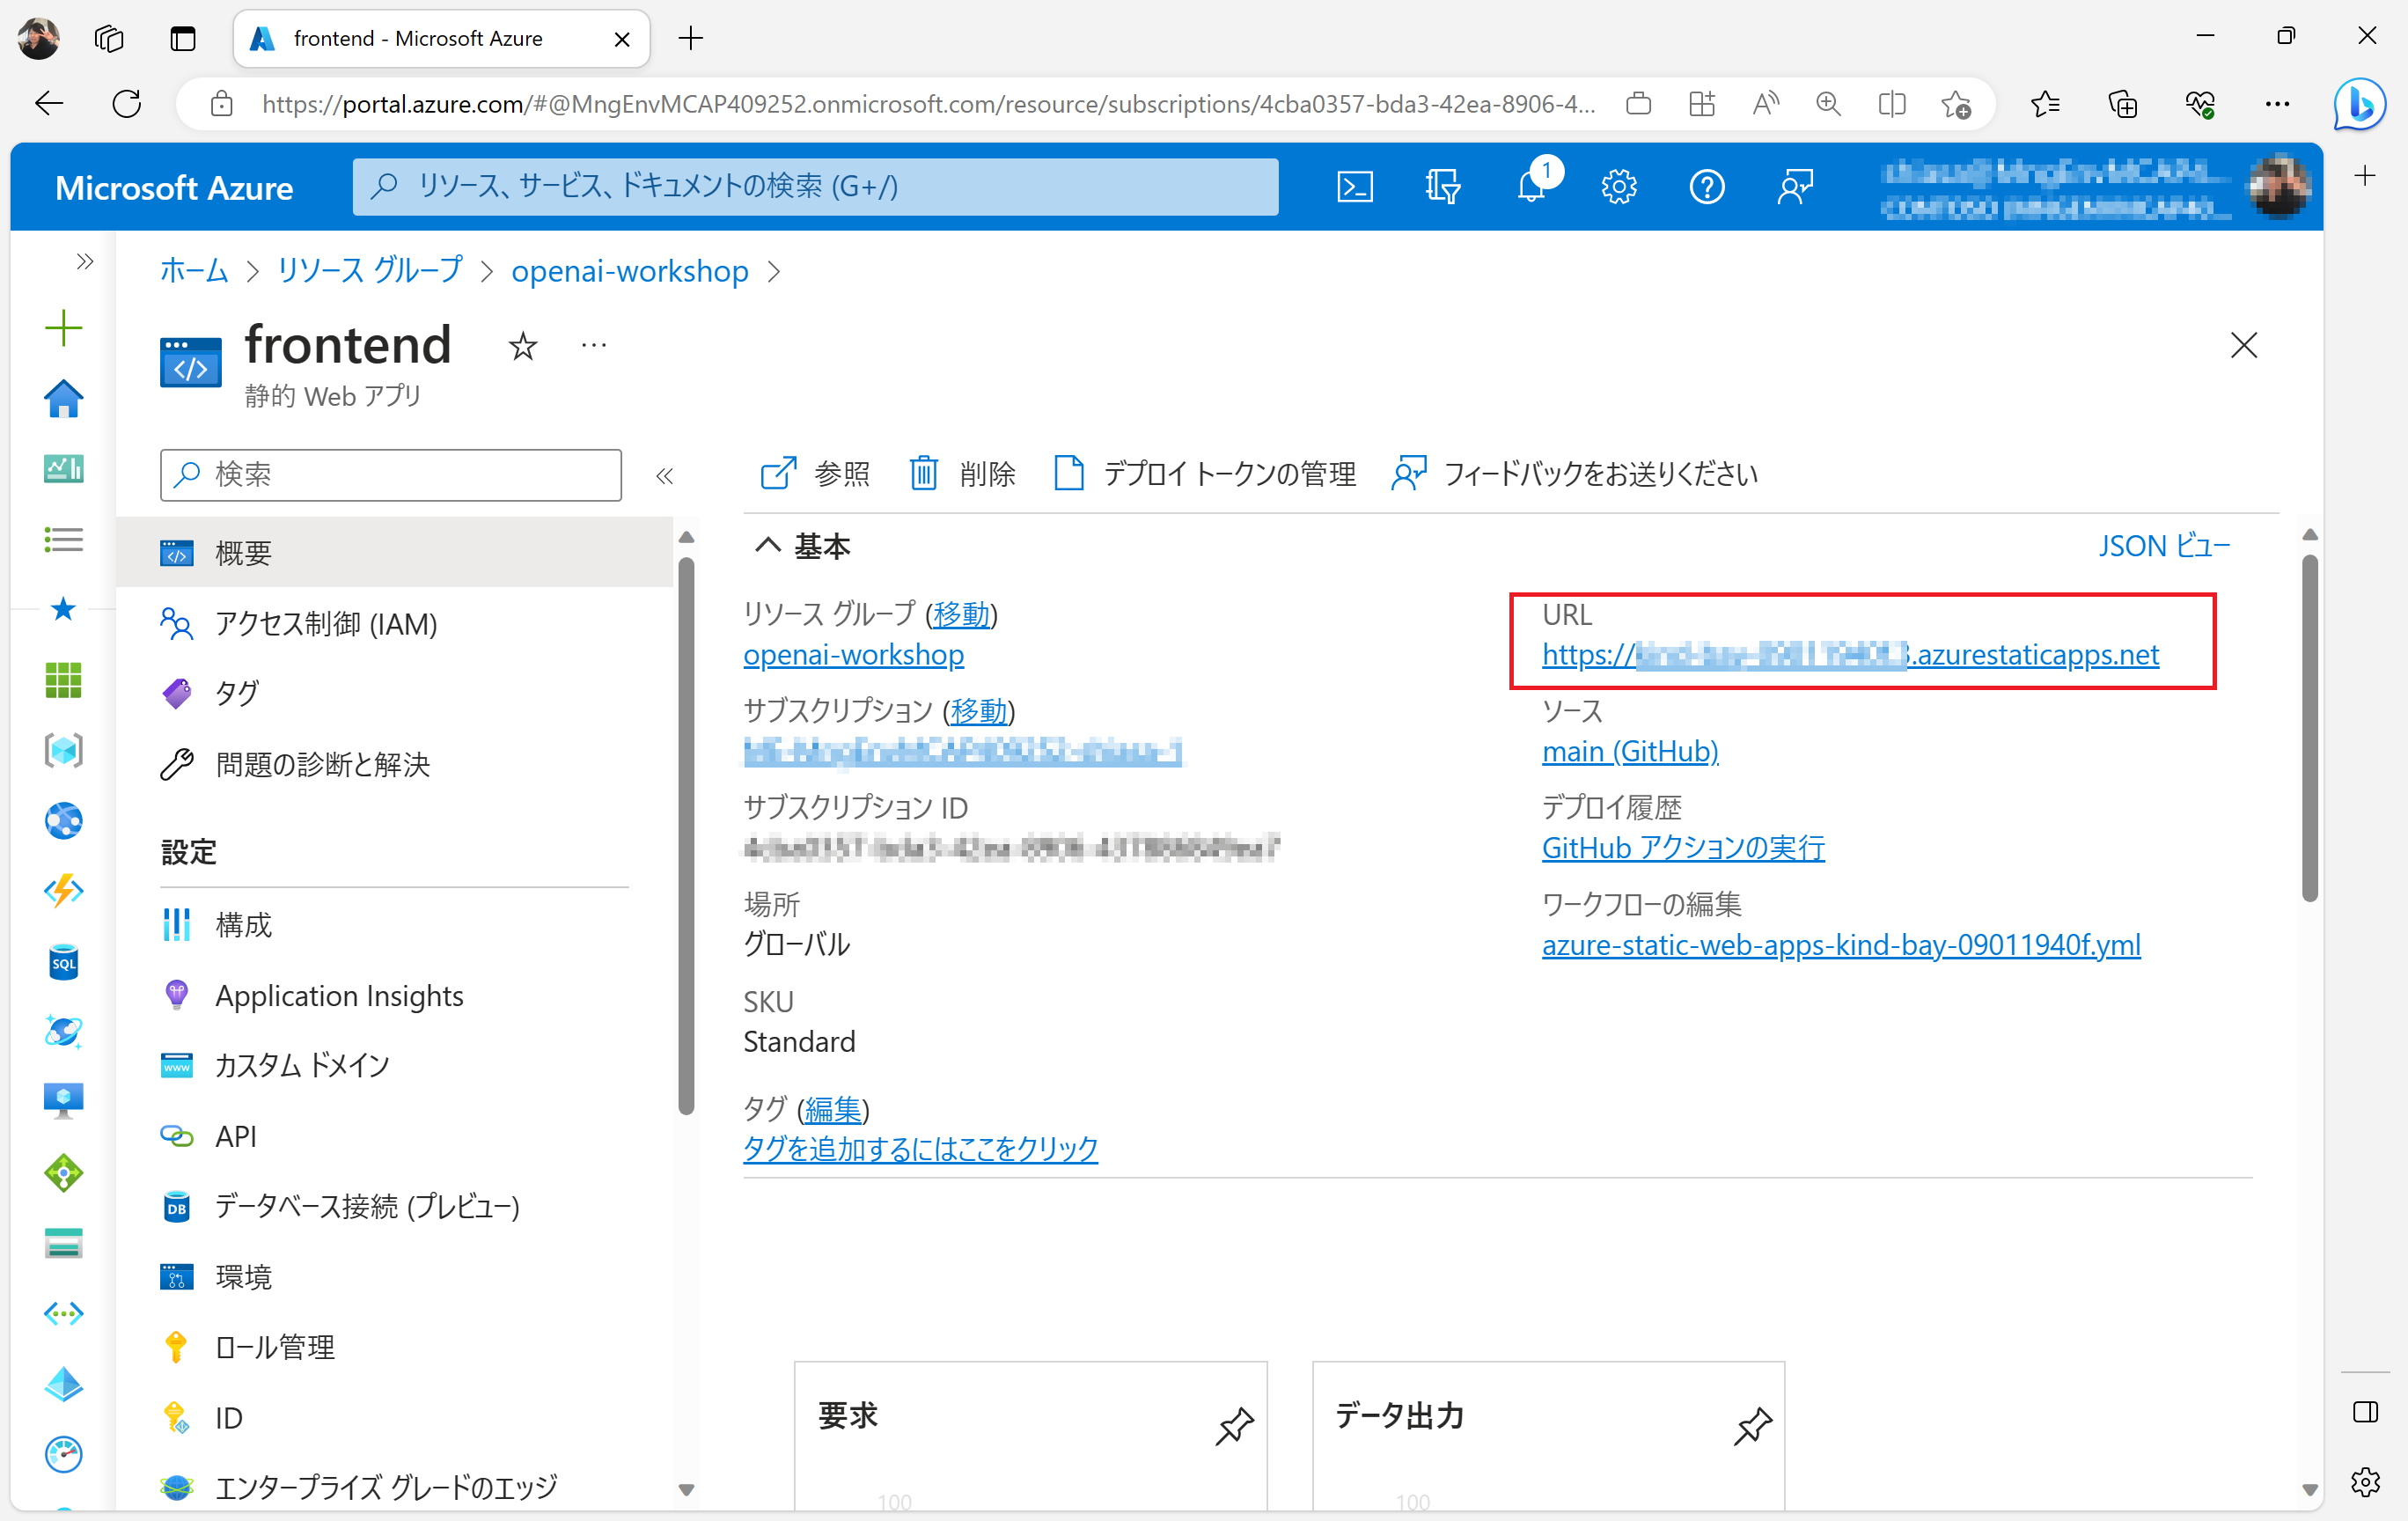 frontend - Microsoft Azure
https://portal.azure.com/#@MngEnvMCAP409252.onmicrosoft.com/resource/subscriptions/4cba0357-bda3-42ea-8906-4...
Microsoft Azure
リソース、サービス、ドキュメントの検索 (G+/)
1
ホーム > リソース グループ > openai-workshop >
frontend
静的 Web アプリ
検索
概要
アクセス制御 (IAM)
タグ
問題の診断と解決
設定
構成
Application Insights
カスタム ドメイン
API
データベース接続 (プレビュー)
環境
ロール管理
ID
エンタープライズ グレードのエッジ
参照
削除
デプロイ トークンの管理
フィードバックをお送りください
基本
JSON ビュー
リソース グループ (移動)
openai-workshop
サブスクリプション (移動)
サブスクリプション ID
場所
グローバル
SKU
Standard
タグ (編集)
タグを追加するにはここをクリック
URL
https://
.azurestaticapps.net
ソース
main (GitHub)
デプロイ履歴
GitHub アクションの実行
ワークフローの編集
azure-static-web-apps-kind-bay-09011940f.yml
要求
100
データ出力
100